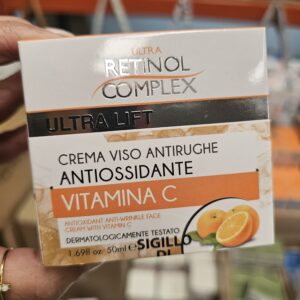 ULTRA
RETINOL
COMPLEX
ULTRA LIFT
CREMA VISO ANTIRUGHE
ANTIOSSIDANTE
VITAMINA C
ANTIOXIDANT ANTI-WRINKLE FACE
CREAM WITH VITAMIN C
DERMATOLOGICAMENTE TESTATO
1.69fl oz 50ml e SIGILLO
DI